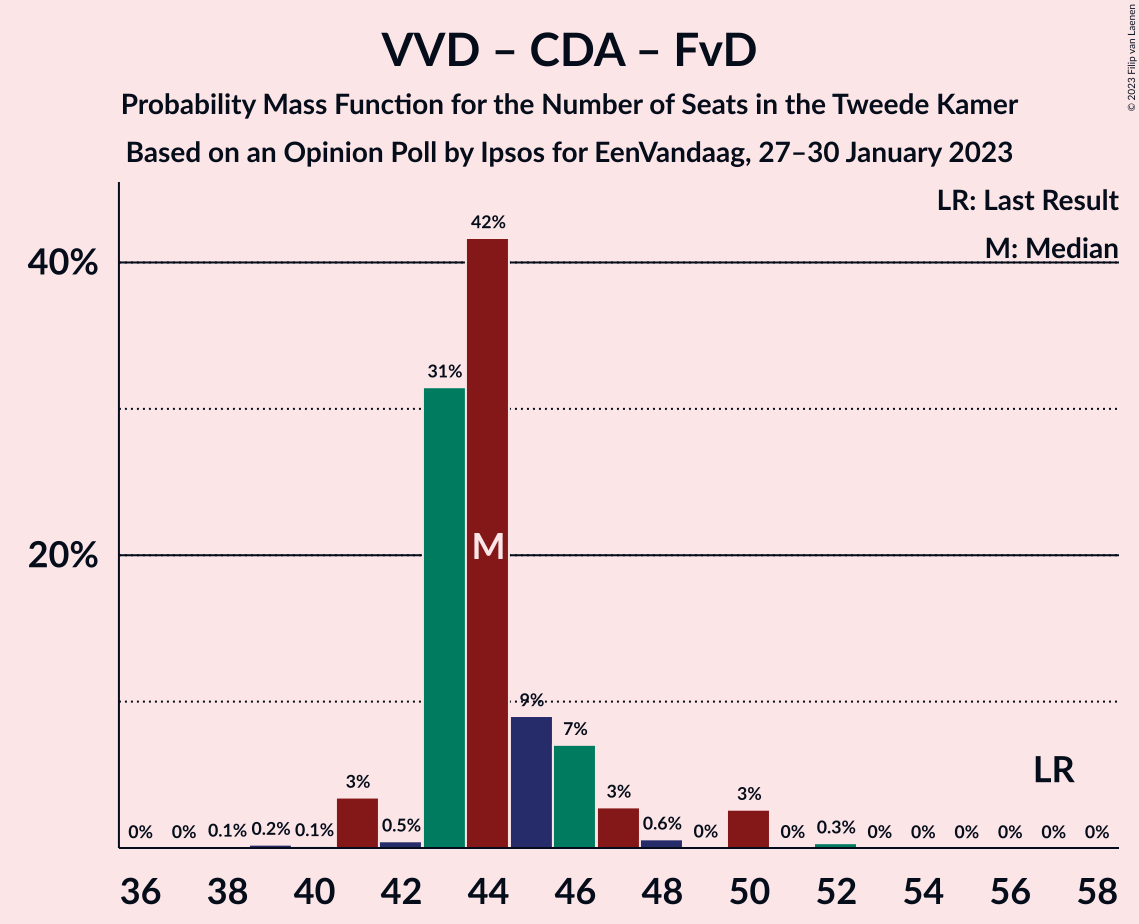 VVD – CDA – FvD
Probability Mass Function for the Number of Seats in the Tweede Kamer
Based on an Opinion Poll by Ipsos for EenVandaag, 27–30 January 2023
© 2023 Filip van Laenen
LR: Last Result
M: Median
40%
20%
0% 0% 0.1% 0.2% 0.1% 3% 0.5% 31% 42% 9% 7% 3% 0.6% 0% 3% 0% 0.3% 0% 0% 0% 0% 0% 0%
M
LR
36 38 40 42 44 46 48 50 52 54 56 58